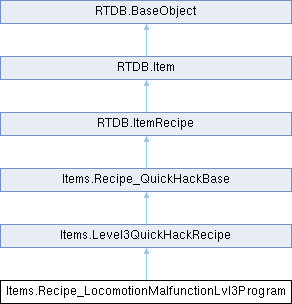 RTDB.BaseObject
RTDB.Item
RTDB.ItemRecipe
Items.Recipe_QuickHackBase
Items.Level3QuickHackRecipe
Items.Recipe_LocomotionMalfunctionLvl3Program